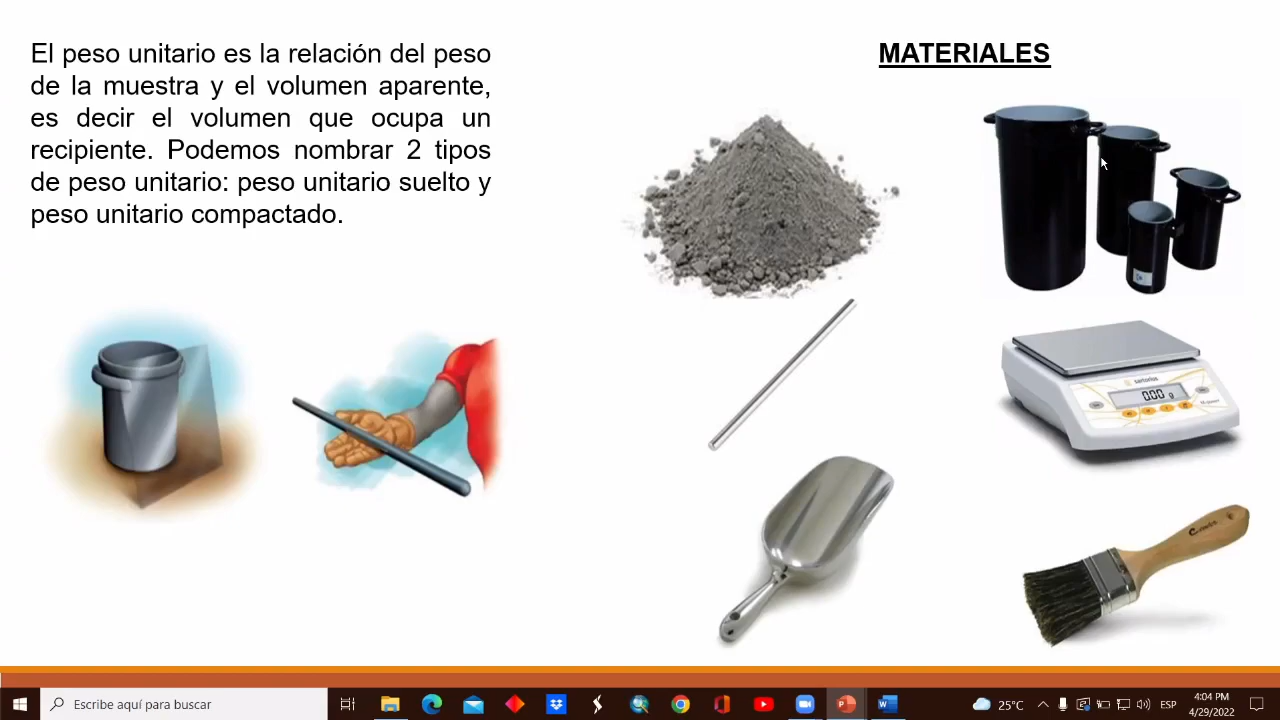 El peso unitario es la relación del peso
de la muestra y el volumen aparente,
es decir el volumen que ocupa un
recipiente. Podemos nombrar 2 tipos
de peso unitario: peso unitario suelto y
peso unitario compactado.
MATERIALES
sartorius
0.00 g
Escribe aquí para buscar
25°C
ESP
4:04 PM
4/29/2022